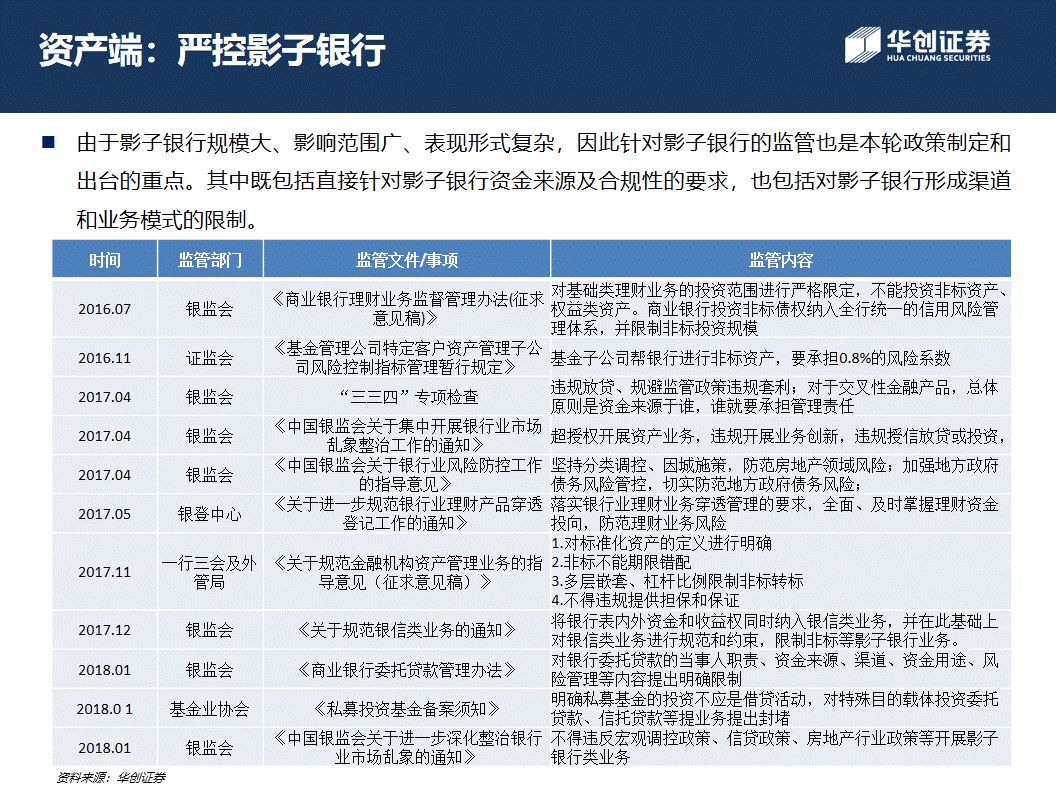 资产端：严控影子银行
华创证券
HUA CHUANG SECURITIES
由于影子银行规模大、影响范围广、表现形式复杂，因此针对影子银行的监管也是本轮政策制定和
出台的重点。其中既包括直接针对影子银行资金来源及合规性的要求，也包括对影子银行形成渠道
和业务模式的限制。
时间 监管部门 监管文件/事项 监管内容
2016.07 银监会
《商业银行理财业务监督管理办法(征求
意见稿)》
对基础类理财业务的投资范围进行严格限定，不能投资非标资产、
权益类资产。商业银行投资非标债权纳入全行统一的信用风险管
理体系，并限制非标投资规模
2016.11 证监会
《基金管理公司特定客户资产管理子公
司风险控制指标管理暂行规定》
基金子公司帮银行进行非标资产，要承担0.8%的风险系数
2017.04 银监会
“三三四”专项检查
违规放贷、规避监管政策违规套利；对于交叉性金融产品，总体
原则是资金来源于谁，谁就要承担管理责任
2017.04 银监会
《中国银监会关于集中开展银行业市场
乱象整治工作的通知》
超授权开展资产业务，违规开展业务创新，违规授信放贷或投资，
2017.04 银监会
《中国银监会关于银行业风险防控工作
的指导意见》
坚持分类调控、因城施策，防范房地产领域风险；加强地方政府
债务风险管控，切实防范地方政府债务风险；
2017.05 银登中心
《关于进一步规范银行业理财产品穿透
登记工作的通知》
落实银行业理财业务穿透管理的要求，全面、及时掌握理财资金
投向，防范理财业务风险
2017.11
一行三会及外
管局
《关于规范金融机构资产管理业务的指
导意见（征求意见稿）》
1.对标准化资产的定义进行明确
2.非标不能期限错配
3.多层嵌套、杠杆比例限制非标转标
4.不得违规提供担保和保证
2017.12 银监会
《关于规范银信类业务的通知》
将银行表内外资金和收益权同时纳入银信类业务，并在此基础上
对银信类业务进行规范和约束，限制非标等影子银行业务。
2018.01 银监会
《商业银行委托贷款管理办法》
对银行委托贷款的当事人职责、资金来源、渠道、资金用途、风
险管理等内容提出明确限制
2018.0 1 基金业协会
《私募投资基金备案须知》
明确私募基金的投资不应是借贷活动，对特殊目的载体投资委托
贷款、信托贷款等提业务提出封堵
2018.01 银监会
《中国银监会关于进一步深化整治银行
业市场乱象的通知》
不得违反宏观调控政策、信贷政策、房地产行业政策等开展影子
银行类业务
资料来源：华创证券